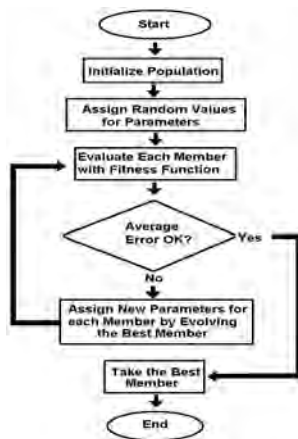 Start
Initialize Population
Assign Random Values
for Parameters
Evaluate Each Member
with Fitness Function
Average
Error OK?
Yes
No
Assign New Parameters for
each Member by Evolving
the Best Member
Take the Best
Member
End